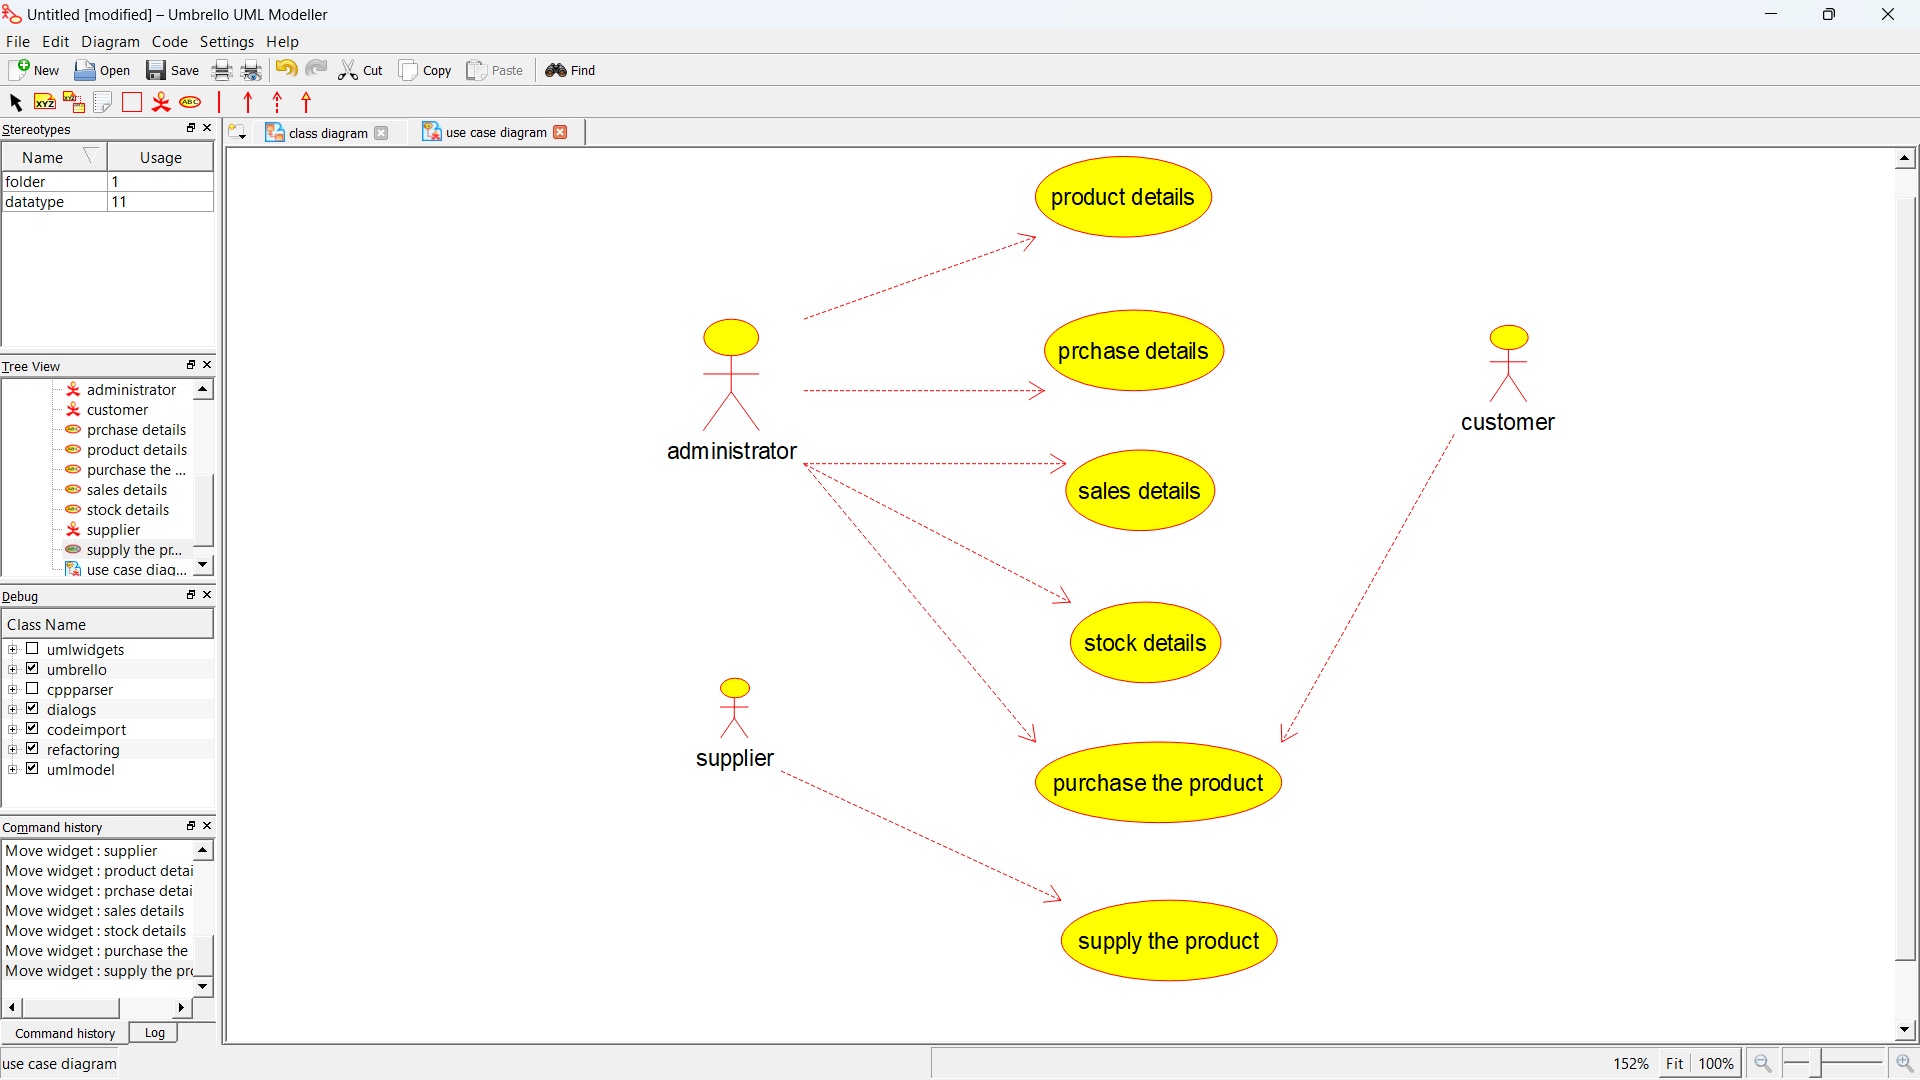 Untitled [modified] – Umbrello UML Modeller
File Edit Diagram Code Settings Help
New Open Save Cut Copy Paste Find
XYZ XYZ ABC
Stereotypes
class diagram use case diagram
Name Usage
folder 1
datatype 11
Tree View
administrator
customer
prchase details
product details
purchase the ...
sales details
stock details
supplier
supply the pr...
use case diag...
Debug
Class Name
umlwidgets
umbrello
cppparser
dialogs
codeimport
refactoring
umlmodel
Command history
Move widget : supplier
Move widget : product detai
Move widget : prchase detai
Move widget : sales details
Move widget : stock details
Move widget : purchase the
Move widget : supply the pro
Command history Log
product details
prchase details
administrator
customer
sales details
stock details
supplier
purchase the product
supply the product
use case diagram
152% Fit 100%